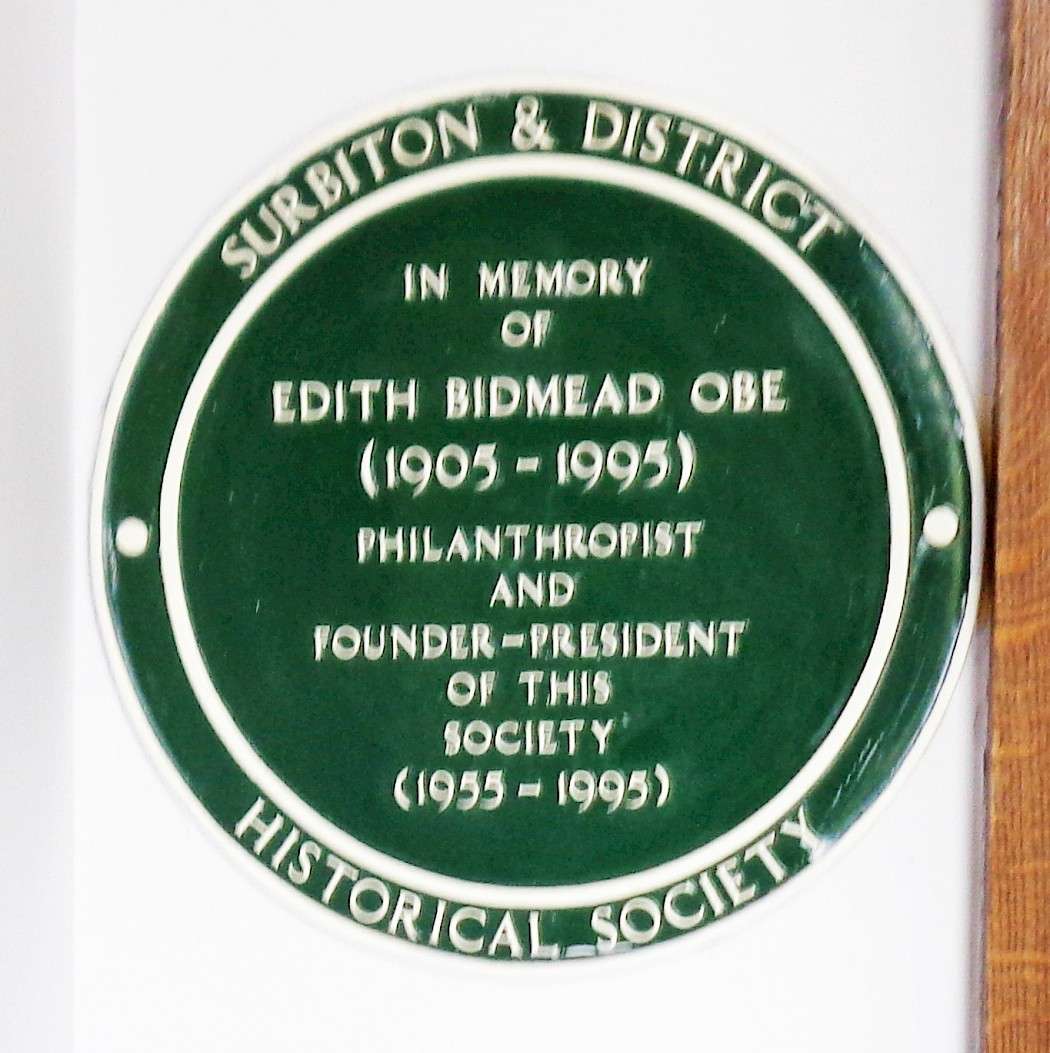 SURBITON & DISTRICT
IN MEMORY
OF
EDITH BIDMEAD OBE
(1905 - 1995)
PHILANTHROPIST
AND
FOUNDER-PRESIDENT
OF THIS
SOCIETY
(1955 - 1995)
HISTORICAL SOCIETY